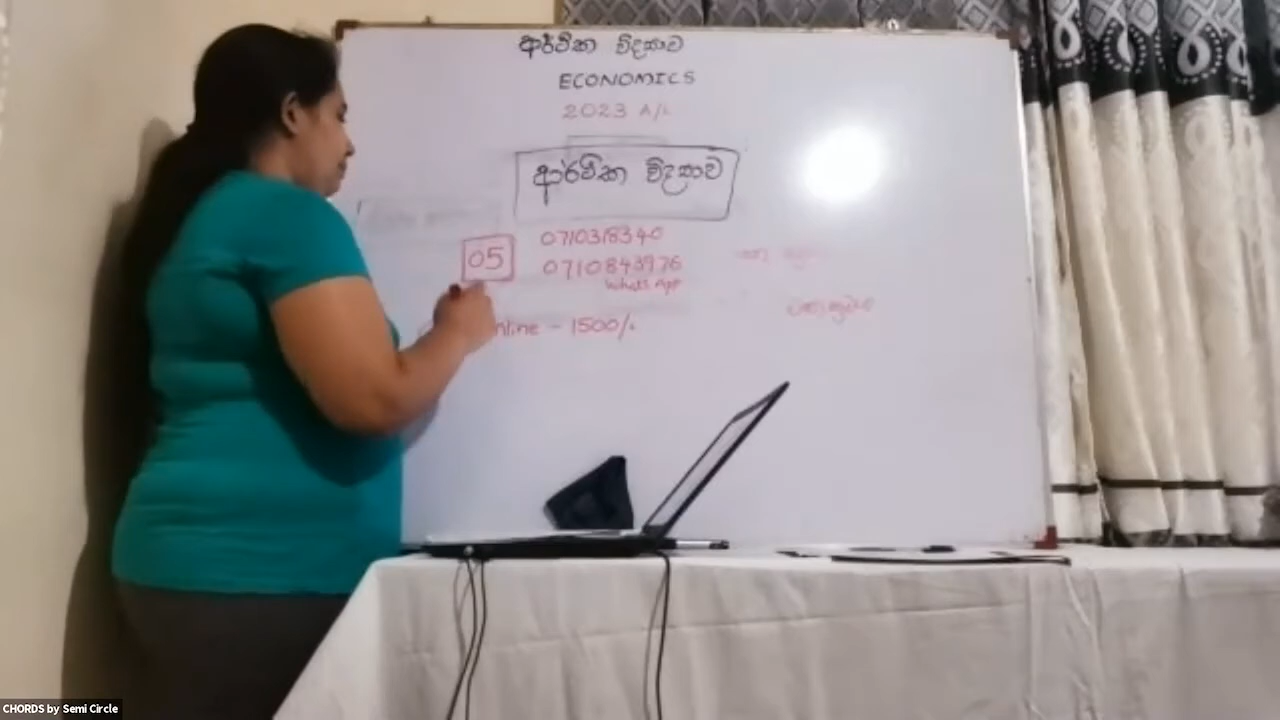 ආර්ථික විද්‍යාව
ECONOMICS
2023 A/L
ආර්ථික විද්‍යාව
05
0710318340
0710843976
Whats App
nline - 1500/-
CHORDS by Semi Circle